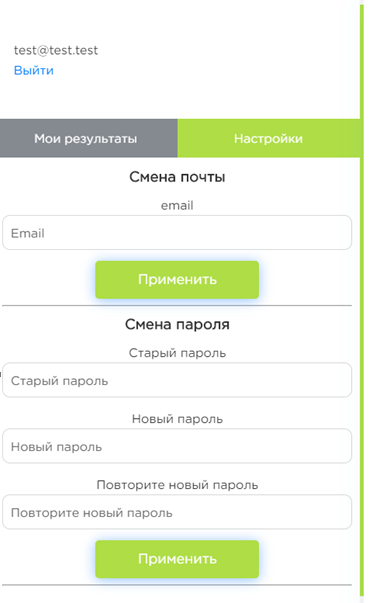 test@test.test
Выйти
Мои результаты
Настройки
Смена почты
email
Email
Применить
Смена пароля
Старый пароль
Старый пароль
Новый пароль
Новый пароль
Повторите новый пароль
Повторите новый пароль
Применить